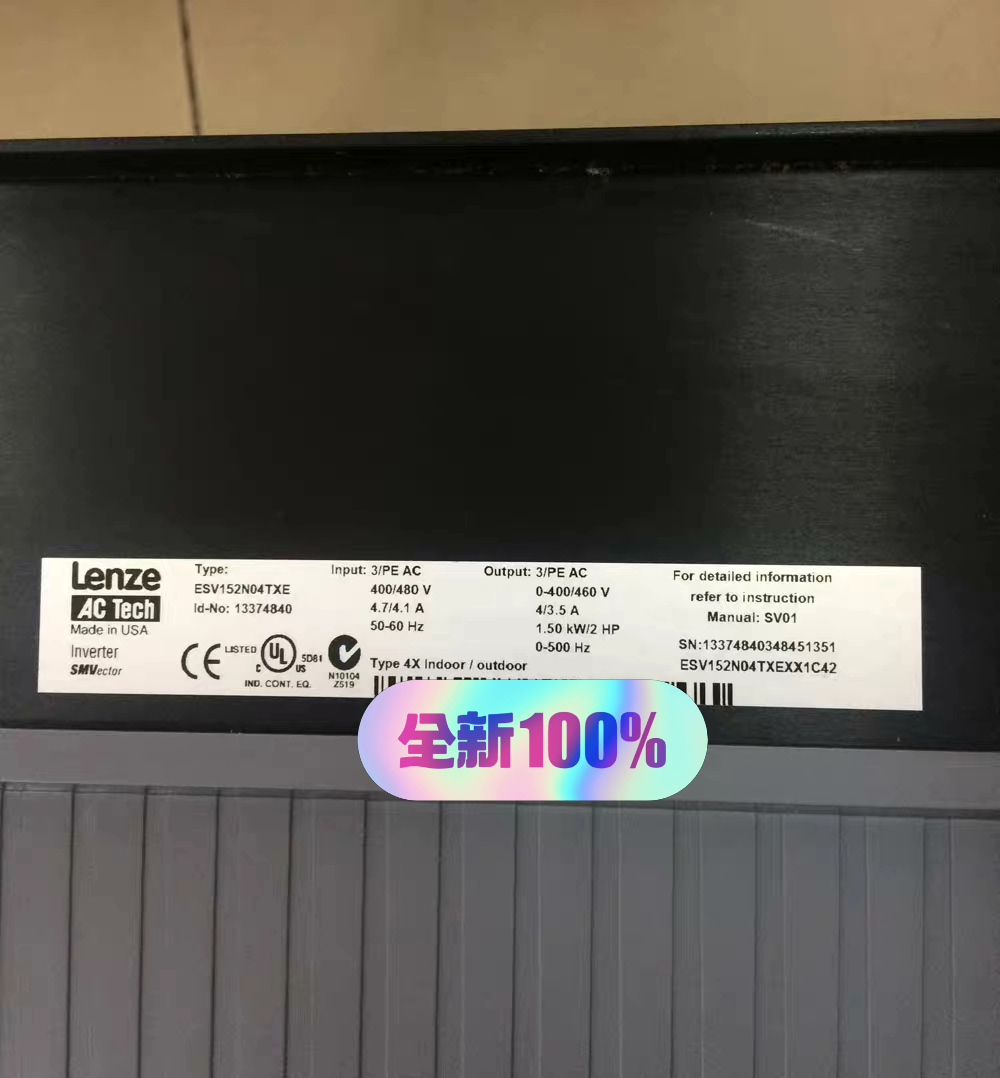 Lenze
AC Tech
Made in USA
Inverter
SMVector
Type:
ESV152N04TXE
Id-No: 13374840
CE
LISTED
UL
C
US
5D81
IND. CONT. EQ.
N10104
Z519
Input: 3/PE AC
400/480 V
4.7/4.1 A
50-60 Hz
Type 4X Indoor / outdoor
Output: 3/PE AC
0-400/460 V
4/3.5 A
1.50 kW/2 HP
0-500 Hz
For detailed information
refer to instruction
Manual: SV01
SN:13374840348451351
ESV152N04TXEXX1C42
全新100%